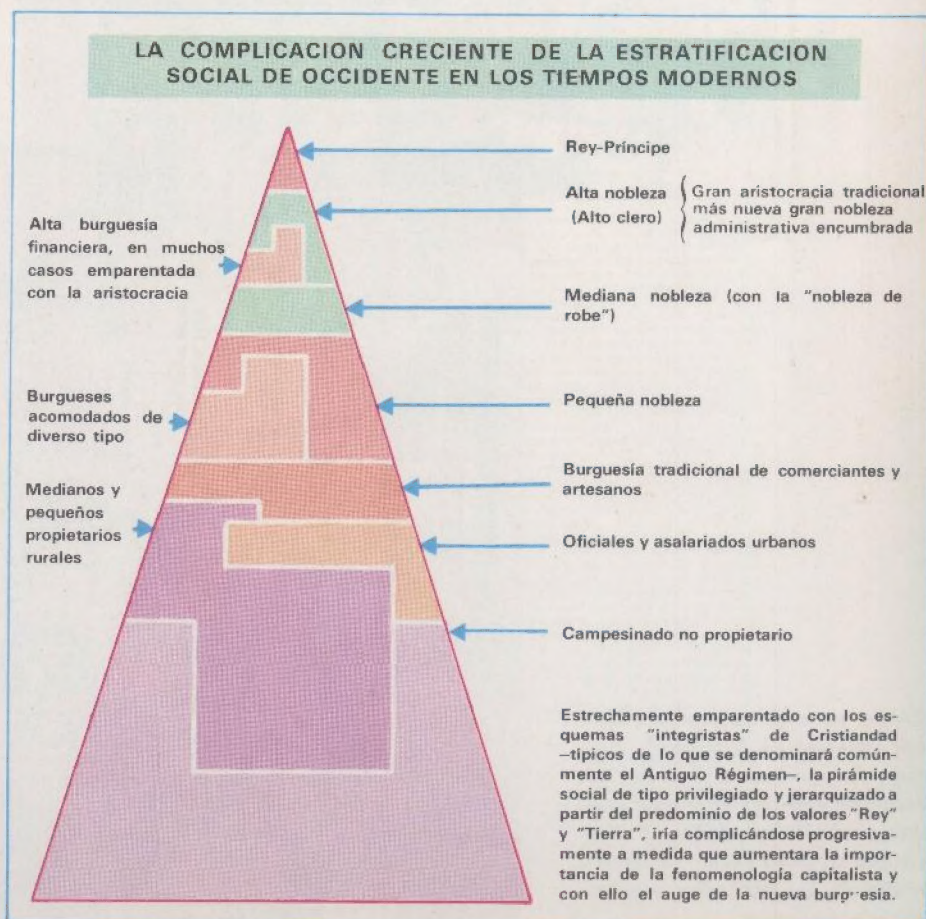 LA COMPLICACION CRECIENTE DE LA ESTRATIFICACION
SOCIAL DE OCCIDENTE EN LOS TIEMPOS MODERNOS
Rey-Príncipe
Alta nobleza
(Alto clero)
Gran aristocracia tradicional
más nueva gran nobleza
administrativa encumbrada
Alta burguesía
financiera, en muchos
casos emparentada
con la aristocracia
Mediana nobleza (con la "nobleza de
robe")
Burgueses
acomodados de
diverso tipo
Pequeña nobleza
Burguesía tradicional de comerciantes y
artesanos
Medianos y
pequeños
propietarios
rurales
Oficiales y asalariados urbanos
Campesinado no propietario
Estrechamente emparentado con los es-
quemas "integristas" de Cristiandad
—típicos de lo que se denominará común-
mente el Antiguo Régimen—, la pirámide
social de tipo privilegiado y jerarquizado a
partir del predominio de los valores "Rey"
y "Tierra", iría complicándose progresiva-
mente a medida que aumentara la impor-
tancia de la fenomenología capitalista y
con ello el auge de la nueva burguesia.